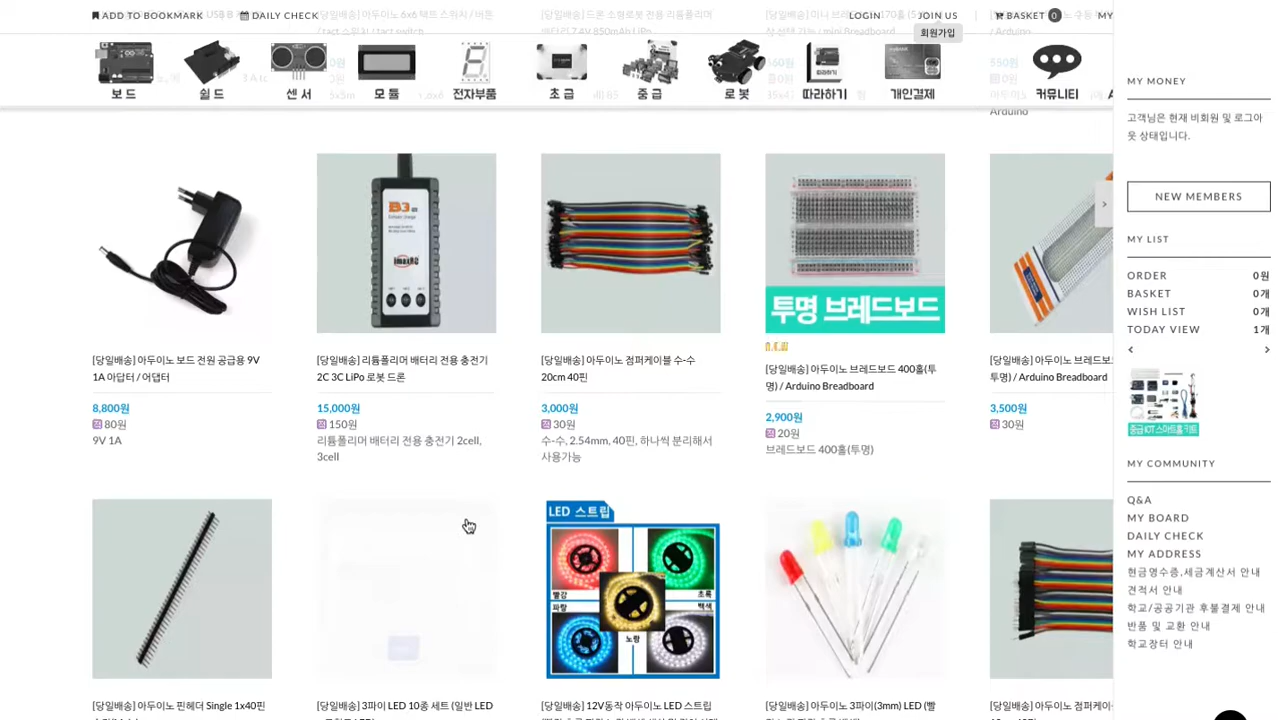 ADD TO BOOKMARK
DAILY CHECK
LOGIN
JOIN US
BASKET 0
MY
회원가입
보드
쉴드
센서
모듈
전자부품
초급
중급
로봇
따라하기
개인결제
커뮤니티
Arduino
B3
투명 브레드보드
[당일배송] 아두이노 보드 전원 공급용 9V
1A 아답터 / 어댑터
8,800원
80원
9V 1A
[당일배송] 리튬폴리머 배터리 전용 충전기
2C 3C LiPo 로봇 드론
15,000원
150원
리튬폴리머 배터리 전용 충전기 2cell,
3cell
[당일배송] 아두이노 점퍼케이블 수-수
20cm 40핀
3,000원
30원
수-수, 2.54mm, 40핀, 하나씩 분리해서
사용가능
[당일배송] 아두이노 브레드보드 400홀(투
명) / Arduino Breadboard
2,900원
20원
브레드보드 400홀(투명)
[당일배송] 아두이노 브레드보
투명) / Arduino Breadboard
3,500원
30원
LED 스트립
빨강
초록
파랑
백색
노랑
[당일배송] 아두이노 핀헤더 Single 1x40핀
[당일배송] 3파이 LED 10종 세트 (일반 LED
[당일배송] 12V동작 아두이노 LED 스트립
[당일배송] 아두이노 3파이(3mm) LED (빨
[당일배송] 아두이노 점퍼케이
MY MONEY
고객님은 현재 비회원 및 로그아
웃 상태입니다.
NEW MEMBERS
MY LIST
ORDER 0원
BASKET 0개
WISH LIST 0개
TODAY VIEW 1개
중급 IOT 스마트홈 키트
MY COMMUNITY
Q&A
MY BOARD
DAILY CHECK
MY ADDRESS
현금영수증,세금계산서 안내
견적서 안내
학교/공공기관 후불결제 안내
반품 및 교환 안내
학교장터 안내